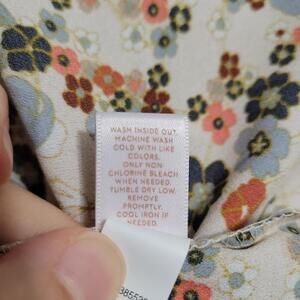 WASH INSIDE OUT.
MACHINE WASH
COLD WITH LIKE
COLORS.
ONLY NON-
CHLORINE BLEACH
WHEN NEEDED.
TUMBLE DRY LOW.
REMOVE
PROMPTLY.
COOL IRON IF
NEEDED.